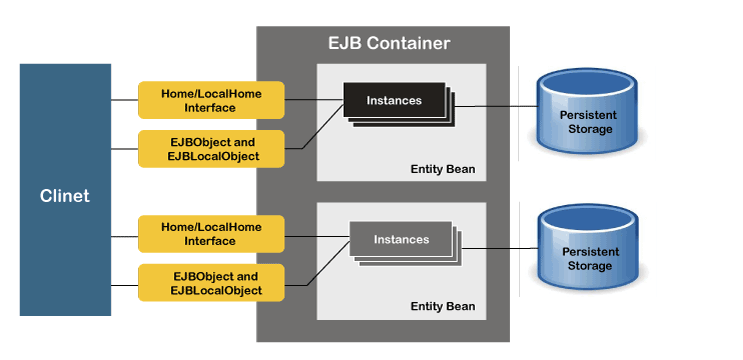 EJB Container
Home/LocalHome
Interface
Instances
Persistent
Storage
EJBObject and
EJBLocalObject
Entity Bean
Clinet
Home/LocalHome
Interface
Instances
Persistent
Storage
EJBObject and
EJBLocalObject
Entity Bean